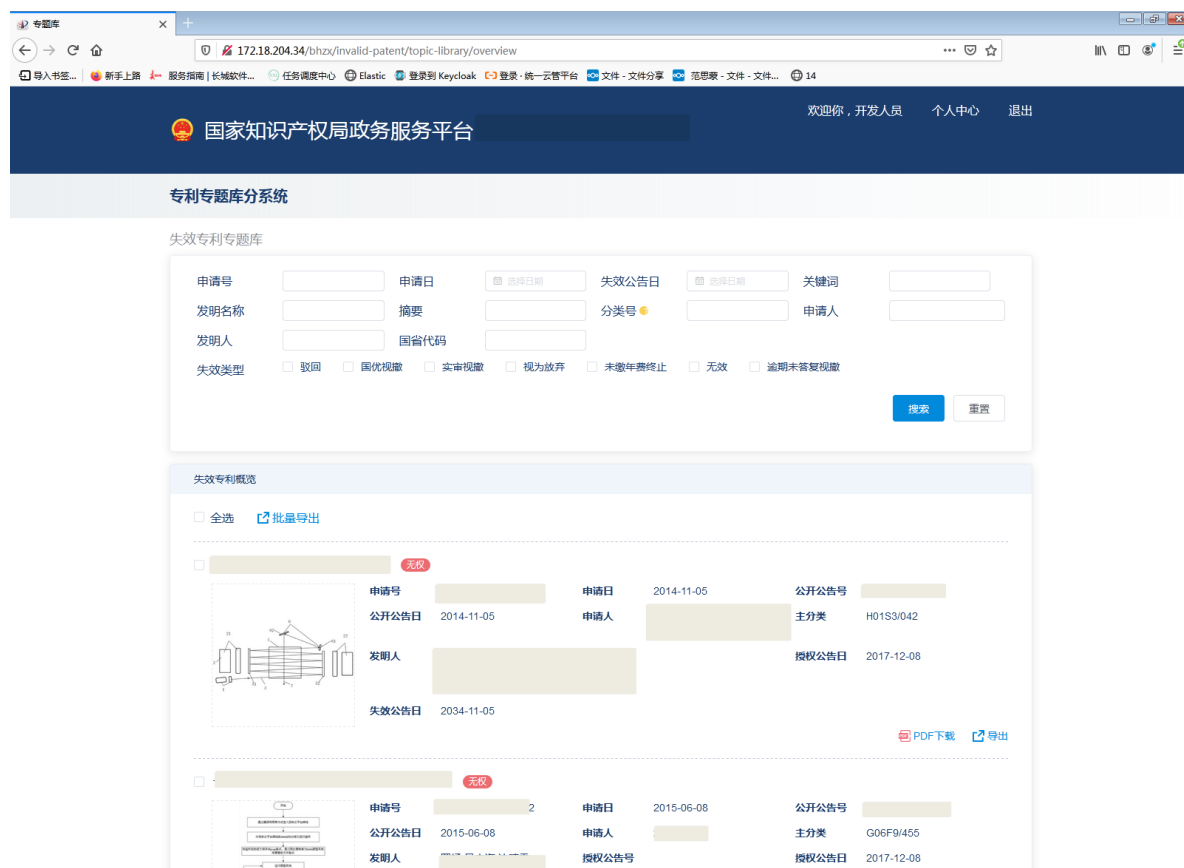 专题库
172.18.204.34/bhzx/invalid-patent/topic-library/overview
导入书签... 新手上路 服务指南 | 长城软件... 任务调度中心 Elastic 登录到 Keycloak 登录 · 统一云管平台 文件 - 文件分享 范思蒙 - 文件 - 文件... 14
欢迎你，开发人员 个人中心 退出
国家知识产权局政务服务平台
专利专题库分系统
失效专利专题库
申请号 申请日 选择日期 失效公告日 选择日期 关键词
发明名称 摘要 分类号 申请人
发明人 国省代码
失效类型 驳回 国优视撤 实审视撤 视为放弃 未缴年费终止 无效 逾期未答复视撤
搜索 重置
失效专利概览
全选 批量导出
无权
申请号 申请日 2014-11-05 公开公告号
公开公告日 2014-11-05 申请人 主分类 H01S3/042
发明人 授权公告日 2017-12-08
失效公告日 2034-11-05
PDF下载 导出
无权
申请号 2 申请日 2015-06-08 公开公告号
公开公告日 2015-06-08 申请人 主分类 G06F9/455
发明人 授权公告号 授权公告日 2017-12-08